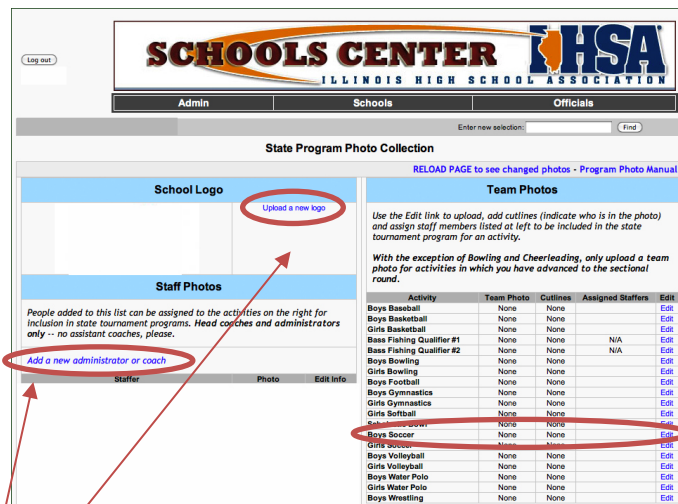 Log out
SCHOOLS CENTER IHSA
ILLINOIS HIGH SCHOOL ASSOCIATION
Admin Schools Officials
Enter new selection: Find
State Program Photo Collection
RELOAD PAGE to see changed photos - Program Photo Manual
School Logo
Upload a new logo
Staff Photos
People added to this list can be assigned to the activities on the right for
inclusion in state tournament programs. Head coaches and administrators
only -- no assistant coaches, please.
Add a new administrator or coach
Staffer Photo Edit Info
Team Photos
Use the Edit link to upload, add cutlines (indicate who is in the photo)
and assign staff members listed at left to be included in the state
tournament program for an activity.
With the exception of Bowling and Cheerleading, only upload a team
photo for activities in which you have advanced to the sectional
round.
Activity Team Photo Cutlines Assigned Staffers Edit
Boys Baseball None None Edit
Boys Basketball None None Edit
Girls Basketball None None Edit
Bass Fishing Qualifier #1 None None N/A Edit
Bass Fishing Qualifier #2 None None N/A Edit
Boys Bowling None None Edit
Girls Bowling None None Edit
Boys Football None None Edit
Boys Gymnastics None None Edit
Girls Gymnastics None None Edit
Girls Softball None None Edit
Scholastic Bowl None None Edit
Boys Soccer None None Edit
Girls Soccer None None Edit
Boys Volleyball None None Edit
Girls Volleyball None None Edit
Boys Water Polo None None Edit
Girls Water Polo None None Edit
Boys Wrestling None None Edit